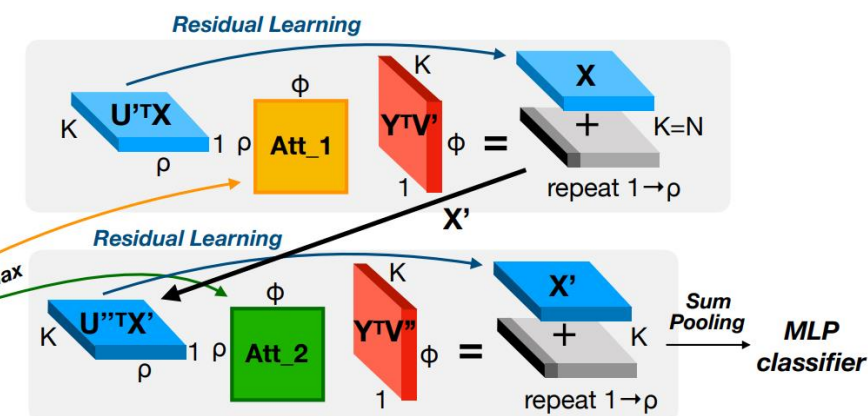 Residual Learning
U'ᵀX
K
ρ
1
ρ
Φ
Att_1
K
YᵀV'
Φ
1
=
X
+
K=N
repeat 1→ρ
X'
ax
Residual Learning
U''ᵀX'
K
ρ
1
ρ
Φ
Att_2
K
YᵀV''
Φ
1
=
X'
+
K
repeat 1→ρ
Sum
Pooling
MLP
classifier